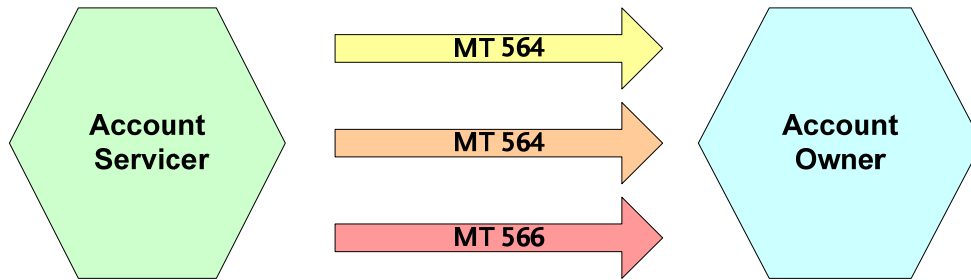 Account
Servicer
MT 564
MT 564
MT 566
Account
Owner